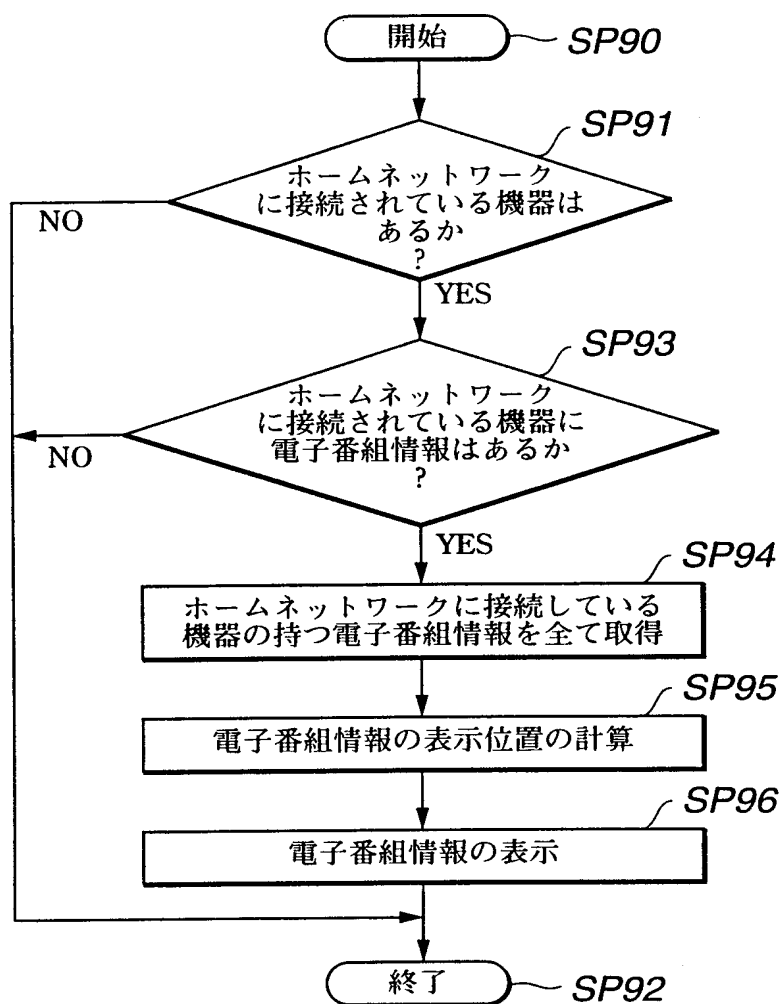 開始
SP90
SP91
ホームネットワーク
に接続されている機器は
あるか
?
NO
YES
SP93
ホームネットワーク
に接続されている機器に
電子番組情報はあるか
?
NO
YES
SP94
ホームネットワークに接続している
機器の持つ電子番組情報を全て取得
SP95
電子番組情報の表示位置の計算
SP96
電子番組情報の表示
終了
SP92